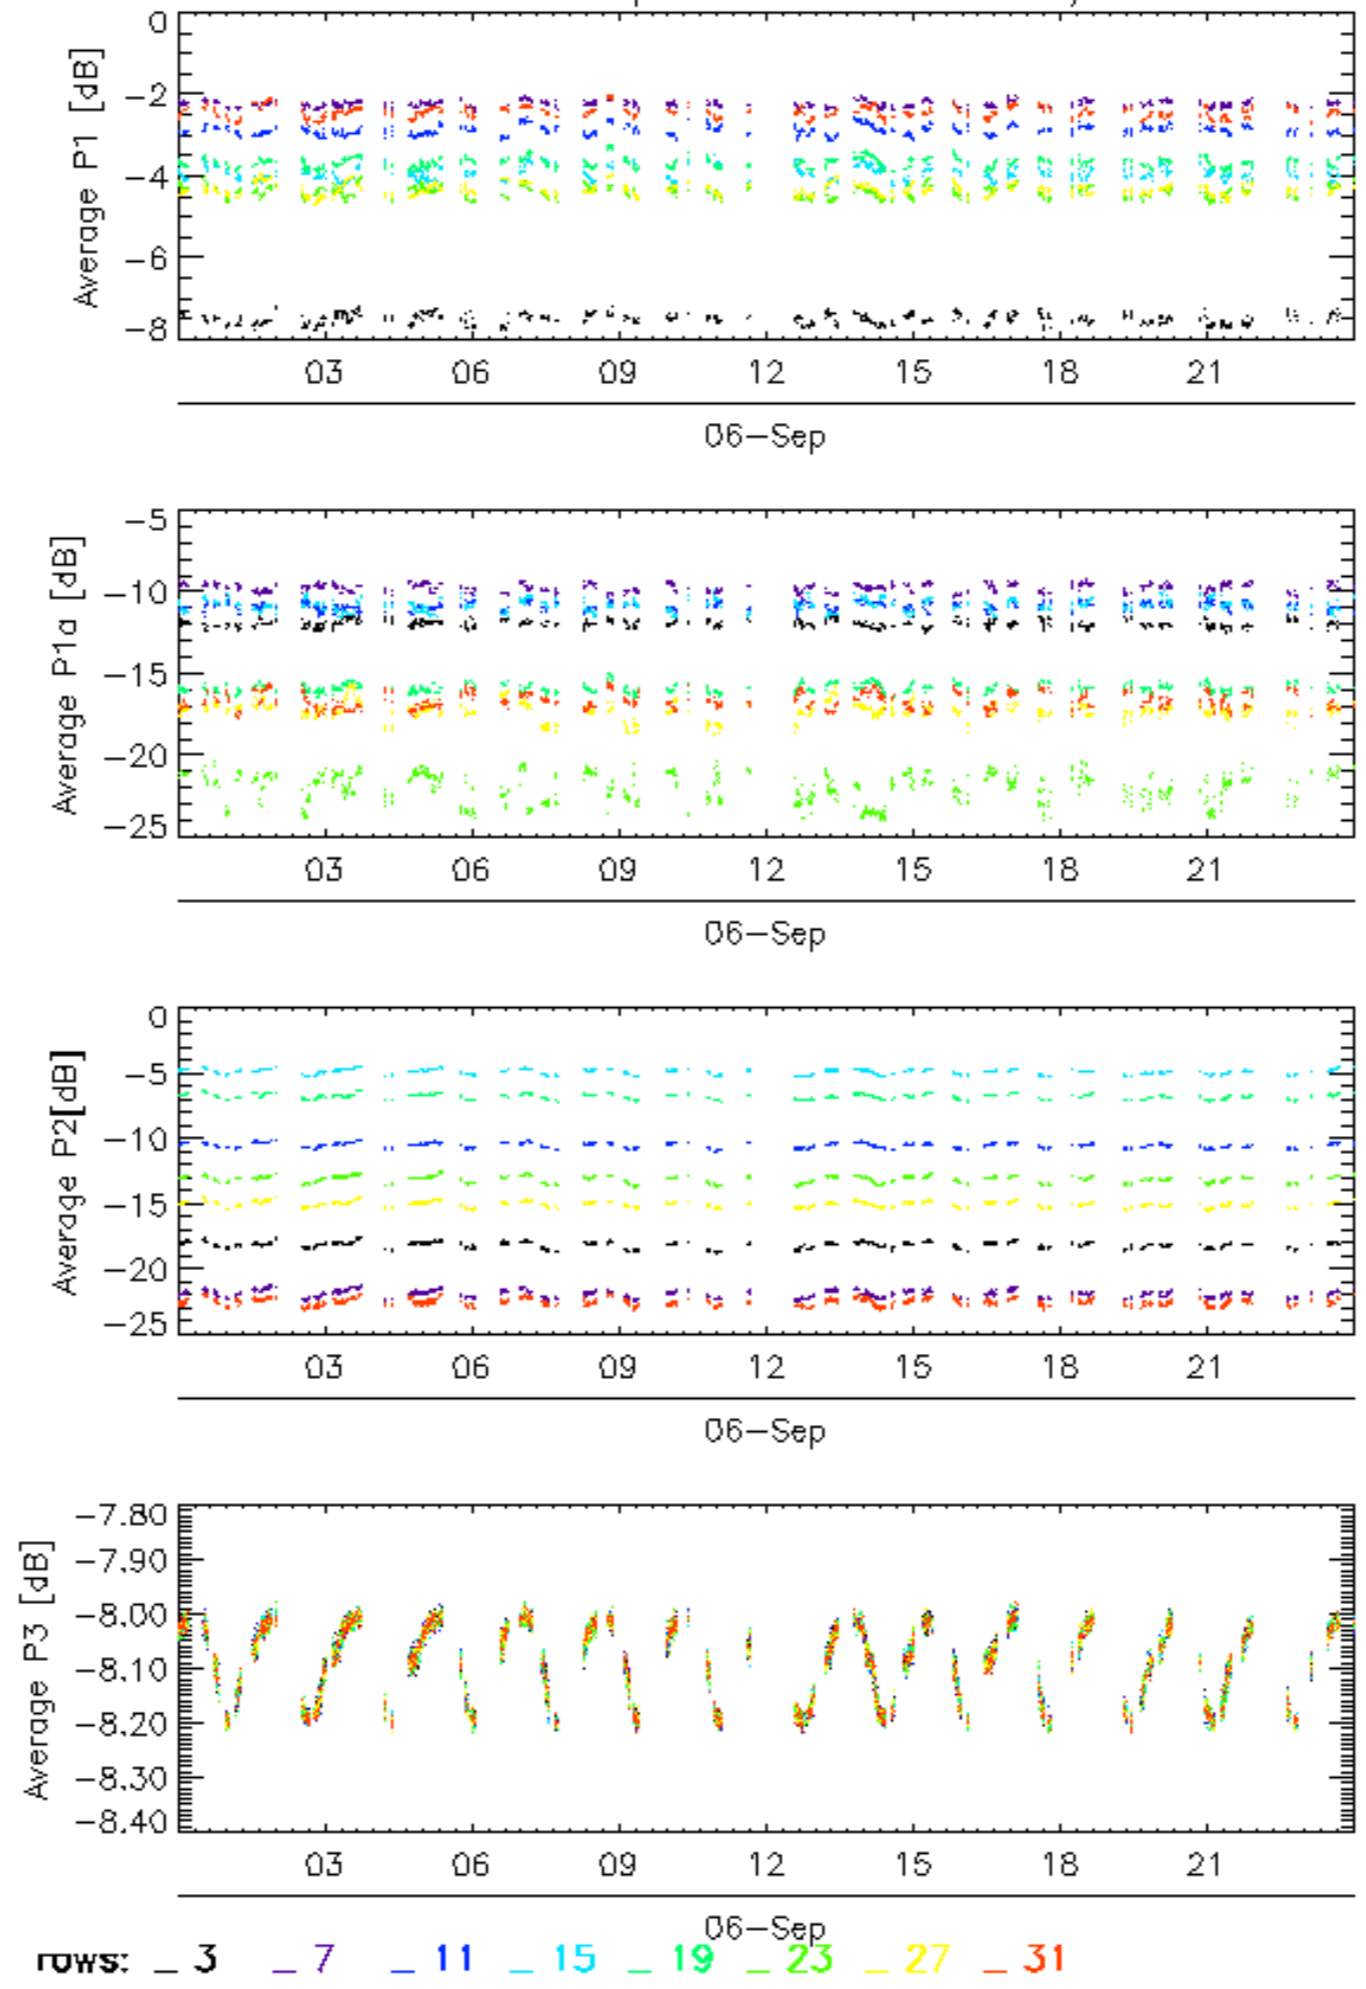 0
Average P1 [dB]
-2
-4
-6
-8
03 06 09 12 15 18 21
06-Sep
-5
Average P1a [dB]
-10
-15
-20
-25
03 06 09 12 15 18 21
06-Sep
0
Average P2[dB]
-5
-10
-15
-20
-25
03 06 09 12 15 18 21
06-Sep
-7.80
Average P3 [dB]
-7.90
-8.00
-8.10
-8.20
-8.30
-8.40
03 06 09 12 15 18 21
06-Sep
rows: _ 3 _ 7 _ 11 _ 15 _ 19 _ 23 _ 27 _ 31